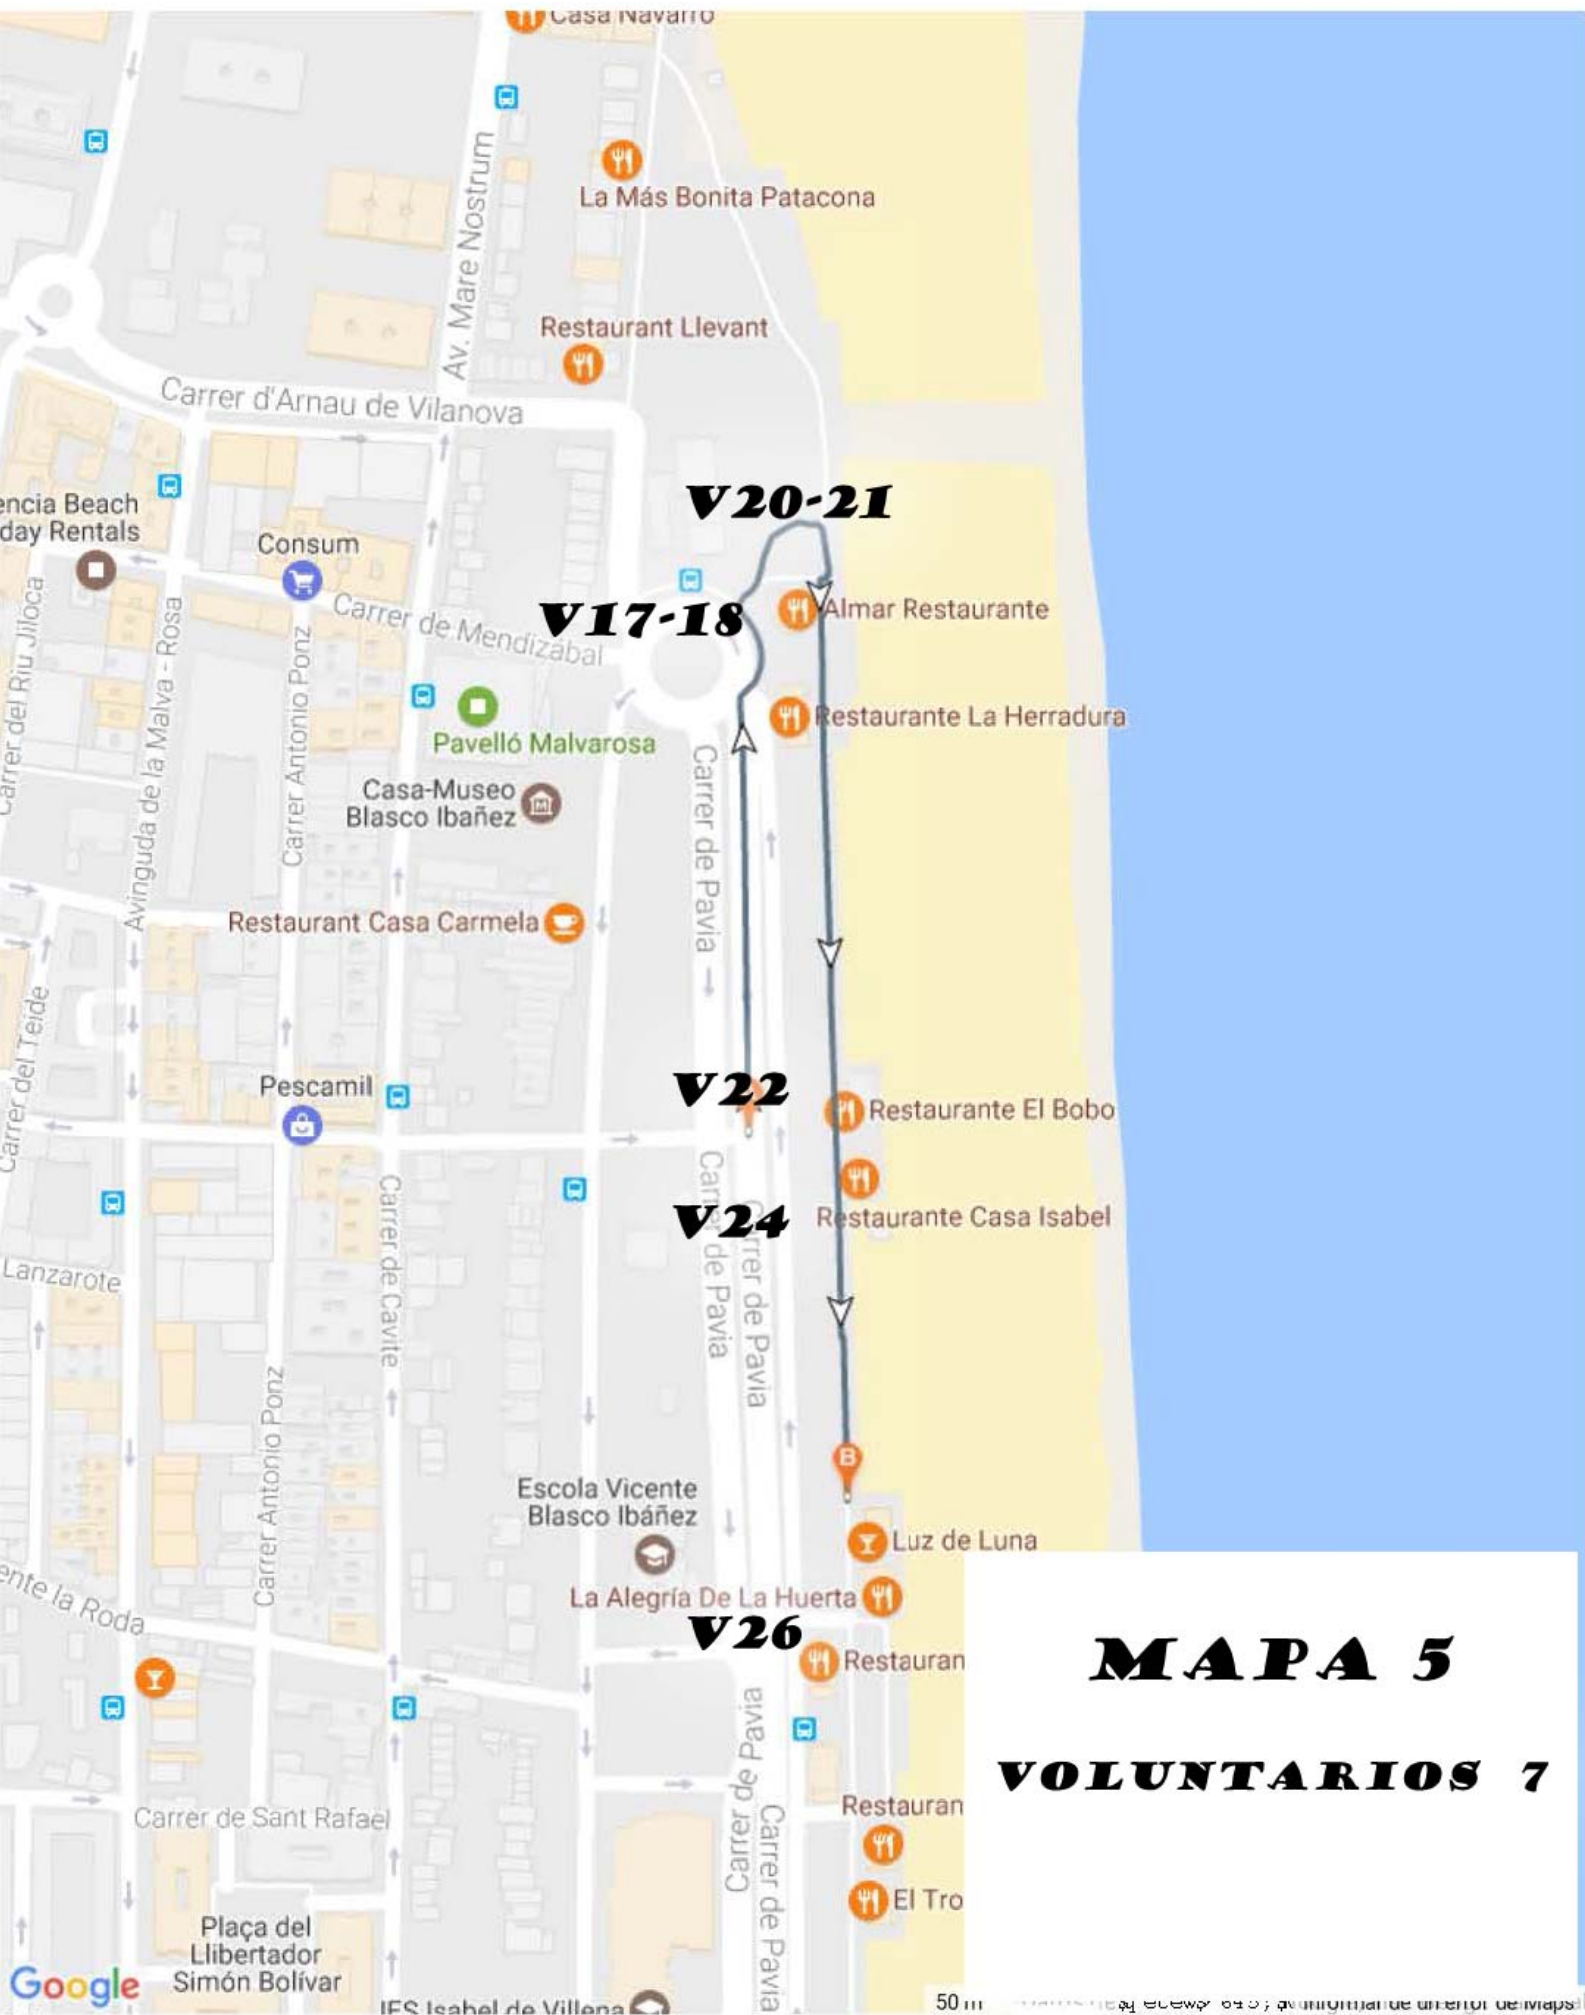 Casa Navarro
Av. Mare Nostrum
La Más Bonita Patacona
Restaurant Llevant
Carrer d'Arnau de Vilanova
V20-21
encia Beach
day Rentals
Consum
V17-18
Almar Restaurante
Carrer de Mendizábal
Carrer del Riu Jiloca
Avinguda de la Malva - Rosa
Carrer Antonio Ponz
Restaurante La Herradura
Pavelló Malvarosa
Casa-Museo
Blasco Ibañez
Carrer de Pavia
Restaurant Casa Carmela
Carrer del Teide
Pescamil
V22
Restaurante El Bobo
V24
Restaurante Casa Isabel
Carrer de Cavite
Carrer de Pavia
Carrer de Pavia
Lanzarote
Carrer Antonio Ponz
B
Escola Vicente
Blasco Ibáñez
Luz de Luna
La Alegría De La Huerta
ente la Roda
V26
Restauran
MAPA 5
VOLUNTARIOS 7
Carrer de Pavia
Carrer de Pavia
Restauran
Carrer de Sant Rafael
El Tro
Plaça del
Llibertador
Simón Bolívar
Google
IES Isabel de Villena
50 m